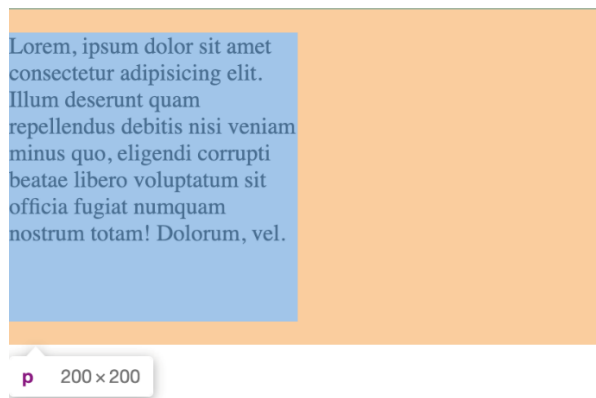 Lorem, ipsum dolor sit amet
consectetur adipisicing elit.
Illum deserunt quam
repellendus debitis nisi veniam
minus quo, eligendi corrupti
beatae libero voluptatum sit
officia fugiat numquam
nostrum totam! Dolorum, vel.
p 200×200